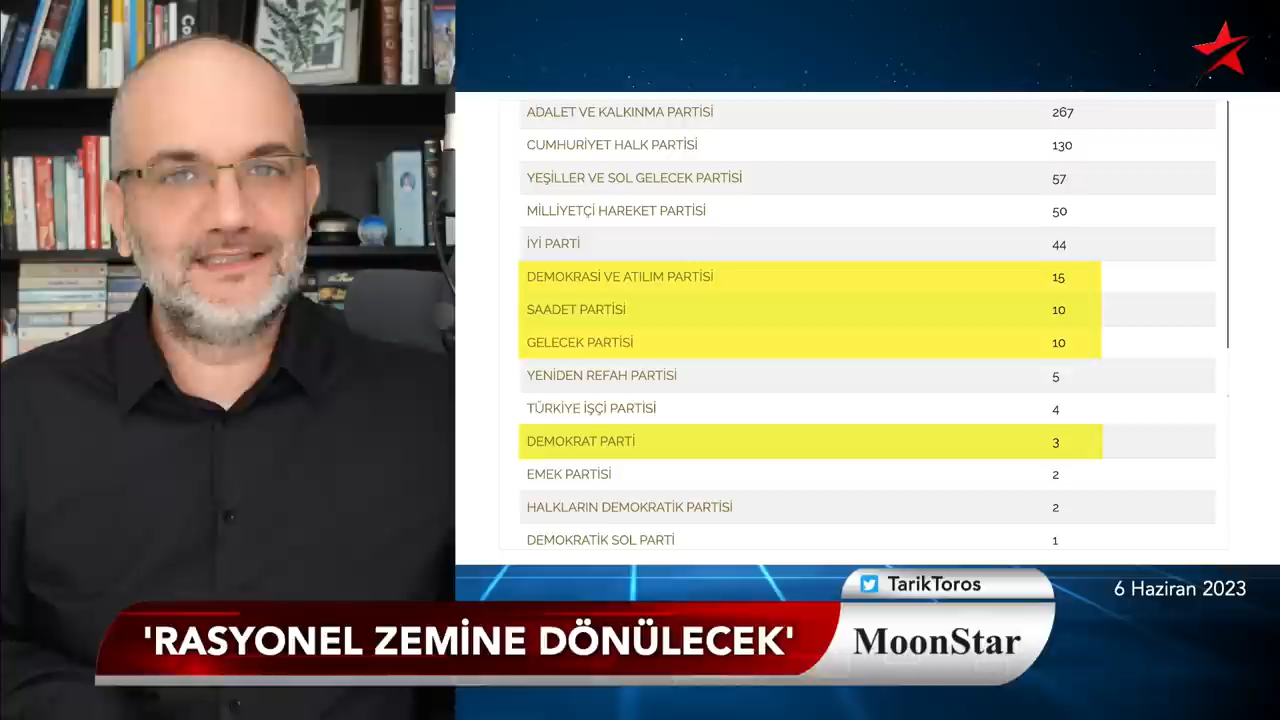 ADALET VE KALKINMA PARTİSİ 267
CUMHURİYET HALK PARTİSİ 130
YEŞİLLER VE SOL GELECEK PARTİSİ 57
MİLLİYETÇİ HAREKET PARTİSİ 50
İYİ PARTİ 44
DEMOKRASİ VE ATILIM PARTİSİ 15
SAADET PARTİSİ 10
GELECEK PARTİSİ 10
YENİDEN REFAH PARTİSİ 5
TÜRKİYE İŞÇİ PARTİSİ 4
DEMOKRAT PARTİ 3
EMEK PARTİSİ 2
HALKLARIN DEMOKRATİK PARTİSİ 2
DEMOKRATİK SOL PARTİ 1
TarikToros
6 Haziran 2023
'RASYONEL ZEMİNE DÖNÜLECEK'
MoonStar